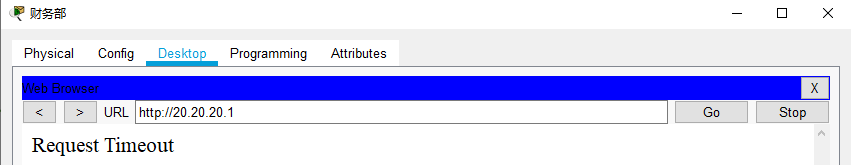 财务部
Physical Config Desktop Programming Attributes
Web Browser X
< > URL http://20.20.20.1 Go Stop
Request Timeout